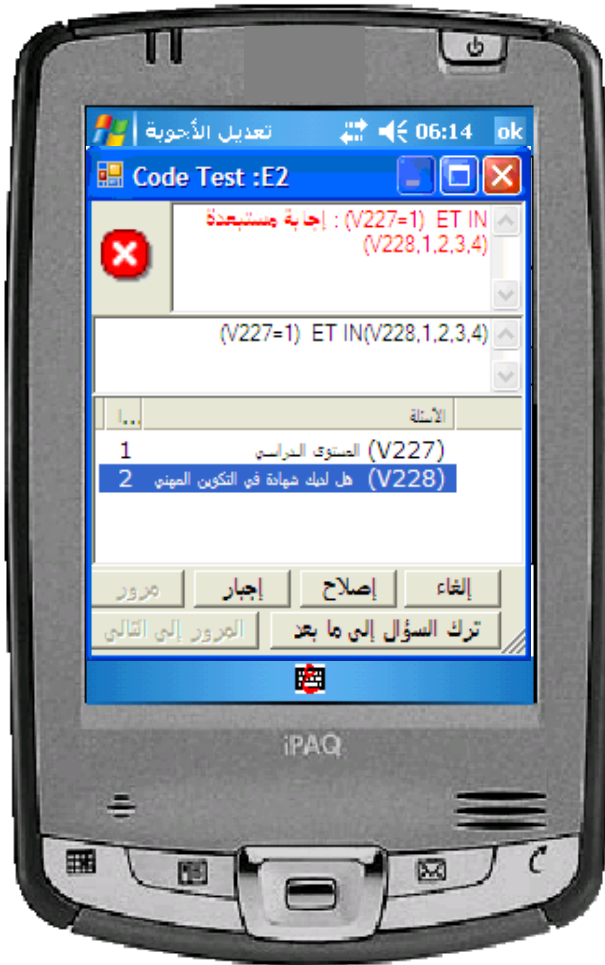 تعديل الأجوبة 06:14 ok
Code Test :E2
إجابة مستبعدة : (V227=1) ET IN
(V228,1,2,3,4)
(V227=1) ET IN(V228,1,2,3,4)
الأسئلة ...ا
(V227) المستوى الدراسي 1
(V228) هل لديك شهادة في التكوين المهني 2
إلغاء إصلاح إجبار مرور
ترك السؤال إلى ما بعد المرور إلى التالي
iPAQ